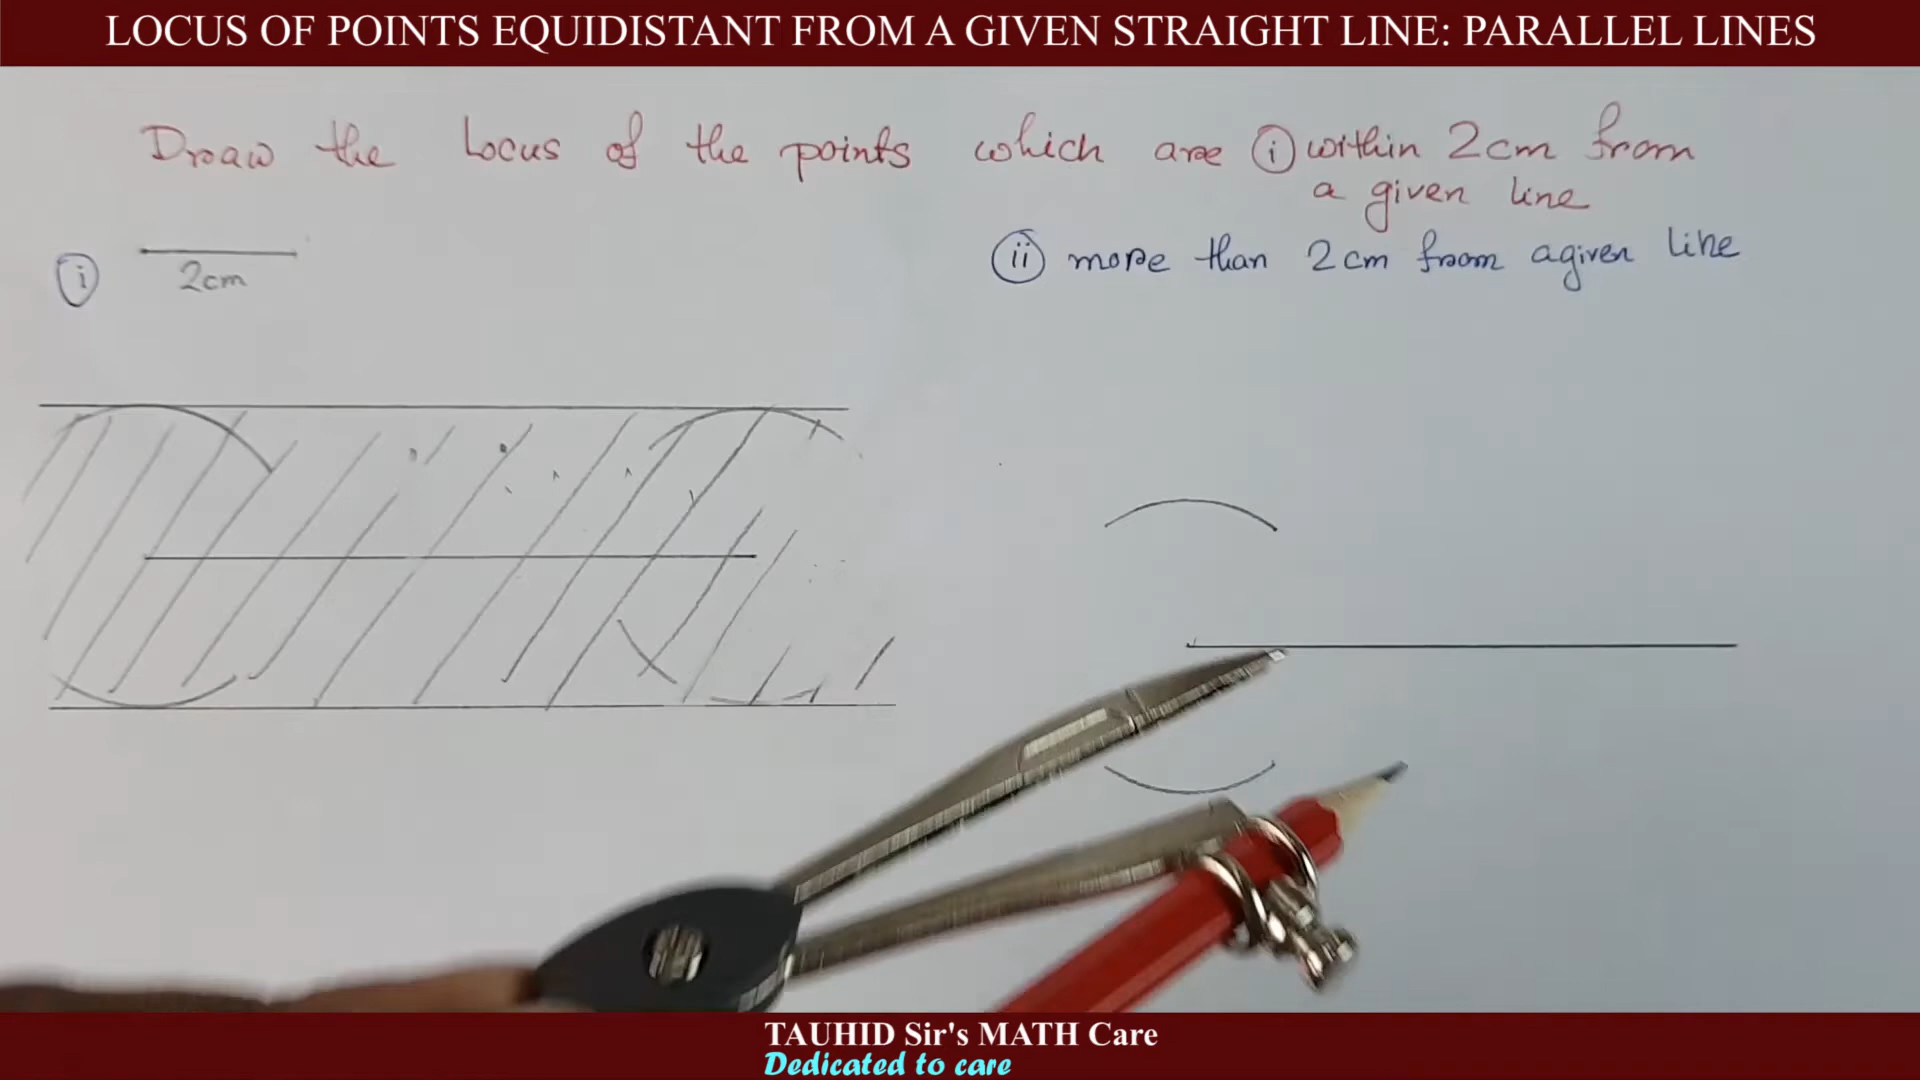 LOCUS OF POINTS EQUIDISTANT FROM A GIVEN STRAIGHT LINE: PARALLEL LINES
Draw the Locus of the points which are (i) within 2cm from
a given line
(ii) more than 2cm from a given line
(i) 2cm
TAUHID Sir's MATH Care
Dedicated to care